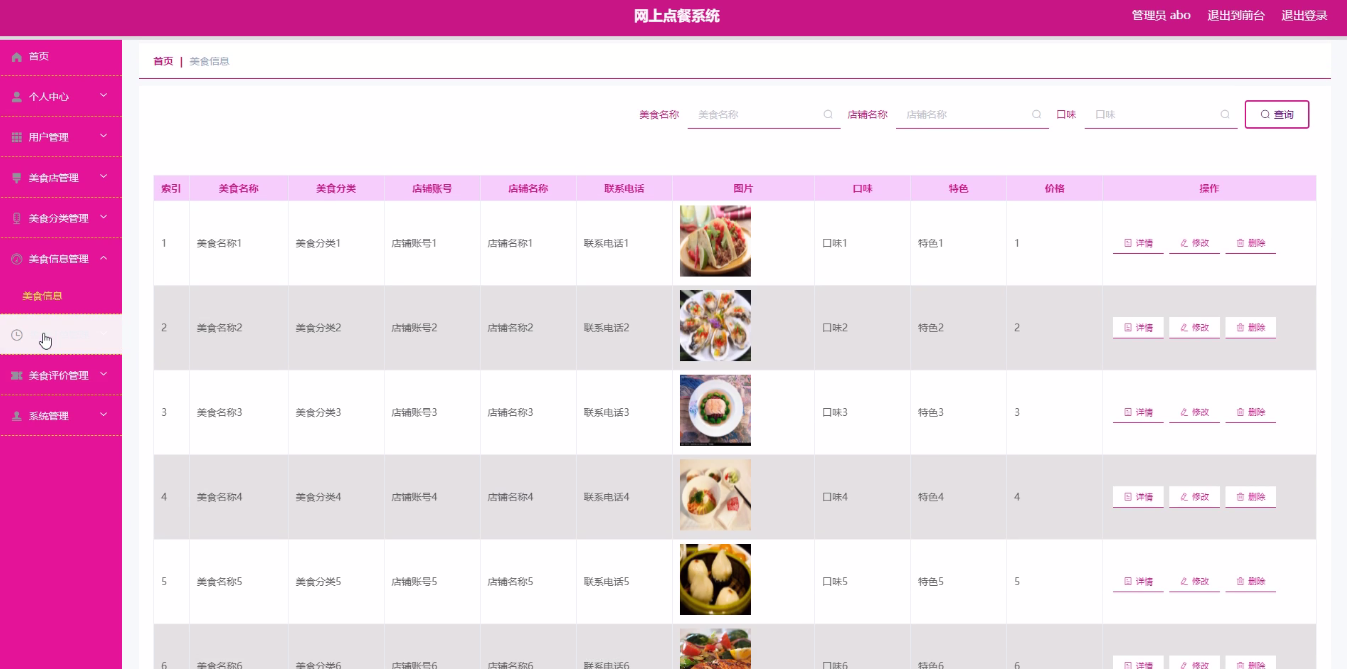 网上点餐系统
管理员 abo 退出到前台 退出登录
首页
个人中心
用户管理
美食店管理
美食分类管理
美食信息管理
美食信息
美食评价管理
系统管理
首页 | 美食信息
美食名称 美食名称 店铺名称 店铺名称 口味 口味 查询
索引 美食名称 美食分类 店铺账号 店铺名称 联系电话 图片 口味 特色 价格 操作
1 美食名称1 美食分类1 店铺账号1 店铺名称1 联系电话1 口味1 特色1 1 详情 修改 删除
2 美食名称2 美食分类2 店铺账号2 店铺名称2 联系电话2 口味2 特色2 2 详情 修改 删除
3 美食名称3 美食分类3 店铺账号3 店铺名称3 联系电话3 口味3 特色3 3 详情 修改 删除
4 美食名称4 美食分类4 店铺账号4 店铺名称4 联系电话4 口味4 特色4 4 详情 修改 删除
5 美食名称5 美食分类5 店铺账号5 店铺名称5 联系电话5 口味5 特色5 5 详情 修改 删除
6 美食名称6 美食分类6 店铺账号6 店铺名称6 联系电话6 口味6 特色6 6 详情 修改 删除